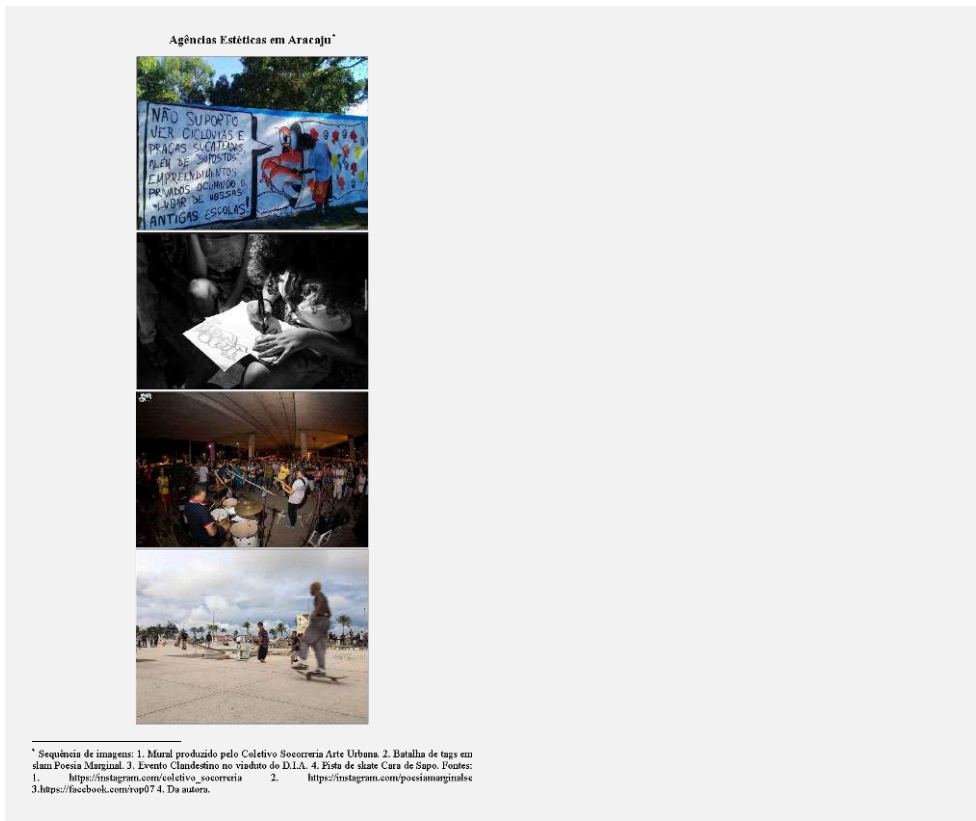 Agências Estéticas em Aracaju*
NÃO SUPORTO
VER CICLOVIAS E
PRAÇAS SUCATEADAS,
ALÉM DE "SUPOSTOS"
EMPREENDIMENTOS
PRIVADOS OCUPANDO O
LUGAR DE NOSSAS
ANTIGAS ESCOLAS!
* Sequência de imagens: 1. Mural produzido pelo Coletivo Socorreria Arte Urbana. 2. Batalha de tags em
slam Poesia Marginal. 3. Evento Clandestino no viaduto do D.I.A. 4. Pista de skate Cara de Sapo. Fontes:
1. https://instagram.com/coletivo_socorreria 2. https://instagram.com/poesiamarginalse
3.https://facebook.com/rop07 4. Da autora.